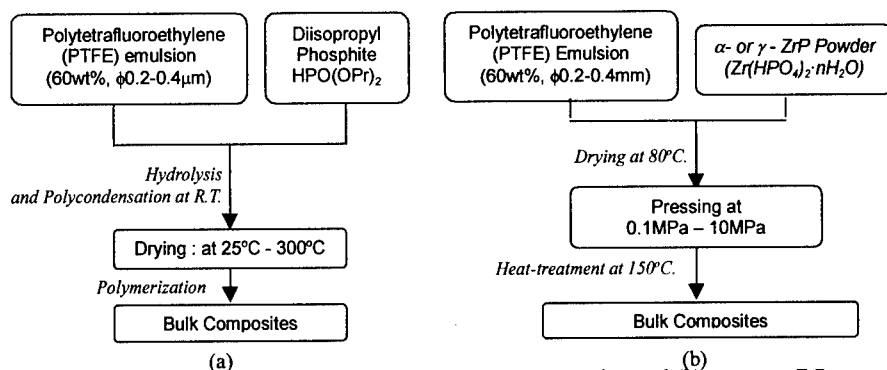 Polytetrafluoroethylene
(PTFE) emulsion
(60wt%, ϕ0.2-0.4μm)
Diisopropyl
Phosphite
HPO(OPr)₂
Hydrolysis
and Polycondensation at R.T.
Drying : at 25°C - 300°C
Polymerization
Bulk Composites
(a)
Polytetrafluoroethylene
(PTFE) Emulsion
(60wt%, ϕ0.2-0.4mm)
α- or γ - ZrP Powder
(Zr(HPO₄)₂·nH₂O)
Drying at 80°C.
Pressing at
0.1MPa – 10MPa
Heat-treatment at 150°C.
Bulk Composites
(b)